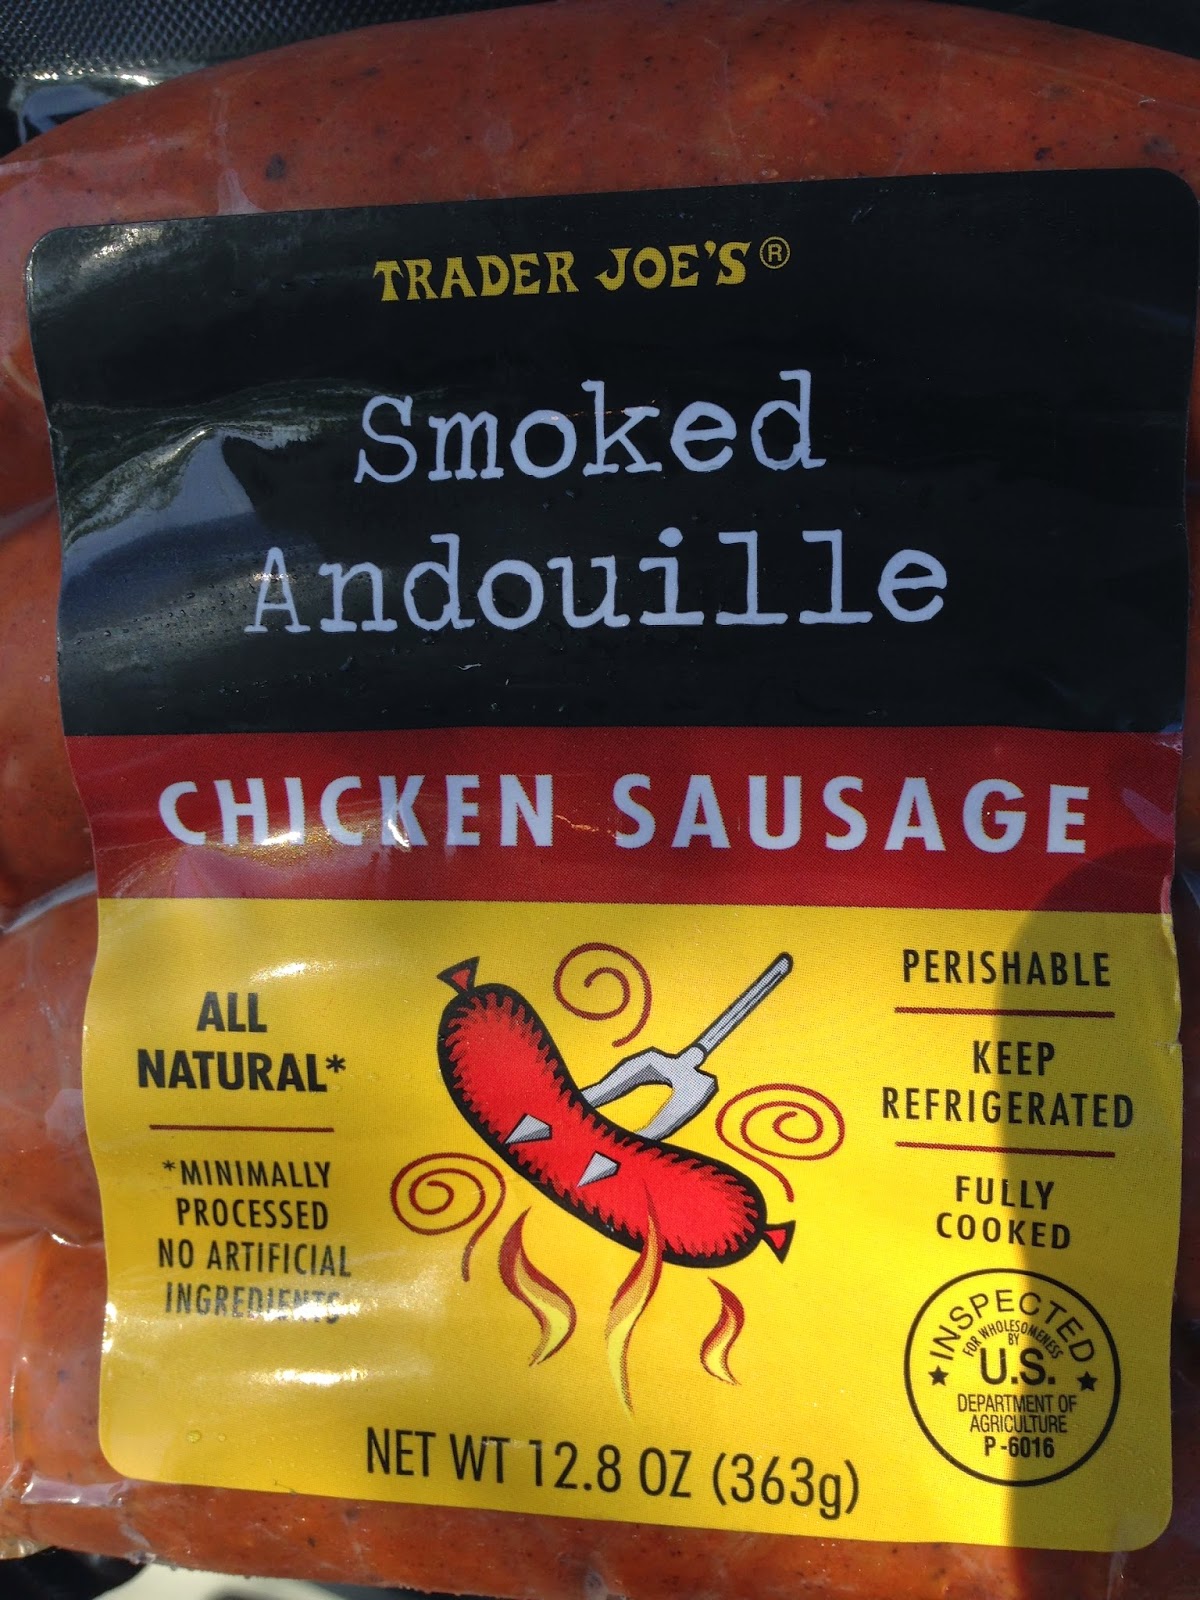 TRADER JOE'S®
Smoked
Andouille
CHICKEN SAUSAGE
ALL
NATURAL*
*MINIMALLY
PROCESSED
NO ARTIFICIAL
INGREDIENTS
PERISHABLE
KEEP
REFRIGERATED
FULLY
COOKED
INSPECTED
FOR WHOLESOMENESS
BY
U.S.
DEPARTMENT OF
AGRICULTURE
P-6016
NET WT 12.8 OZ (363g)